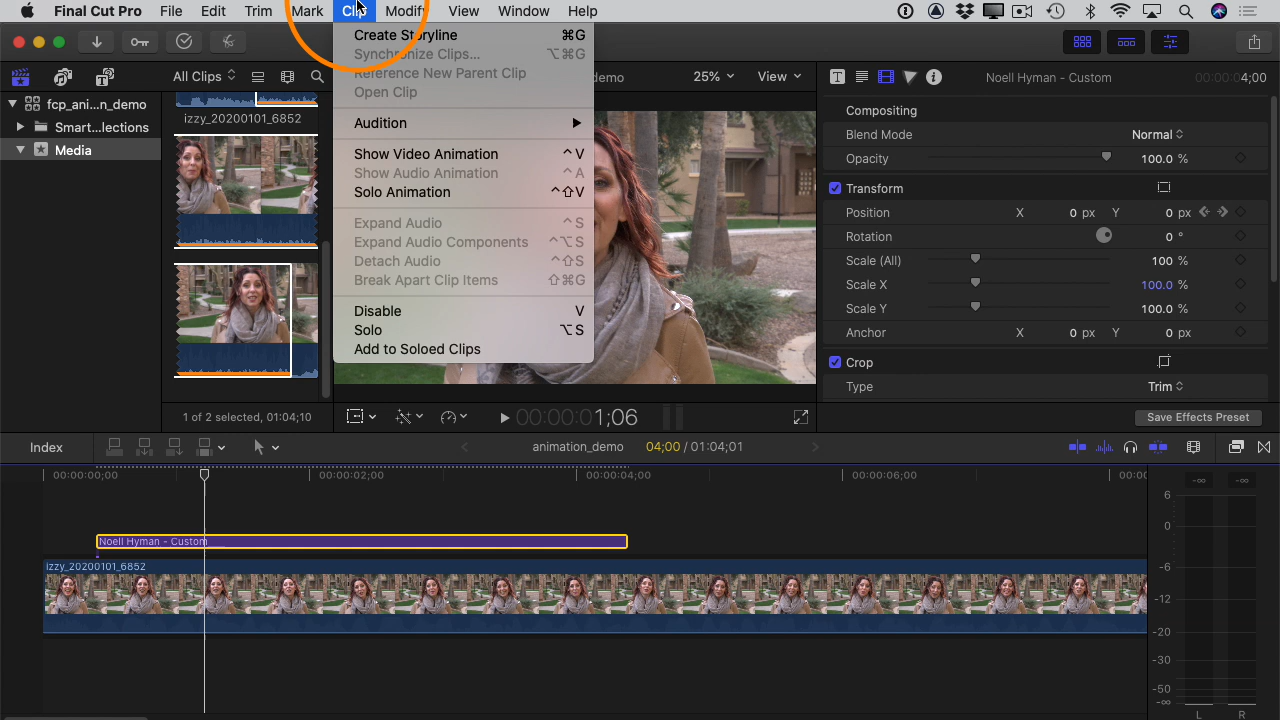 Final Cut Pro File Edit Trim Mark Clip Modify View Window Help
All Clips
demo 25% View
Noell Hyman - Custom 00:00:04;00
fcp_ani...n_demo
Smart...lections
Media
izzy_20200101_6852
1 of 2 selected, 01:04:10
Create Storyline ⌘G
Synchronize Clips... ⌥⌘G
Reference New Parent Clip
Open Clip
Audition
Show Video Animation ^V
Show Audio Animation ^A
Solo Animation ^⇧V
Expand Audio ^S
Expand Audio Components ^⌥S
Detach Audio ^⇧S
Break Apart Clip Items ⇧⌘G
Disable V
Solo ⌥S
Add to Soloed Clips
00:00:01;06
Compositing
Blend Mode Normal
Opacity 100.0 %
Transform
Position X 0 px Y 0 px
Rotation 0 °
Scale (All) 100 %
Scale X 100.0 %
Scale Y 100.0 %
Anchor X 0 px Y 0 px
Crop
Type Trim
Save Effects Preset
Index
animation_demo 04;00 / 01:04;01
00:00:00;00 00:00:02;00 00:00:04;00 00:00:06;00 00:00
Noell Hyman - Custom
izzy_20200101_6852
-∞ -∞
6
0
-6
-12
-20
-30
-50
-∞
L R